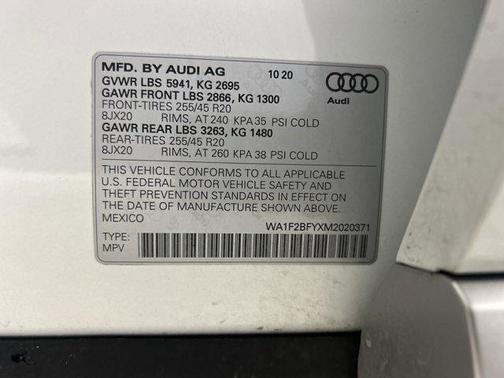 MFD. BY AUDI AG 10 20
GVWR LBS 5941, KG 2695
GAWR FRONT LBS 2866, KG 1300
FRONT-TIRES 255/45 R20
8JX20 RIMS, AT 240 KPA 35 PSI COLD
GAWR REAR LBS 3263, KG 1480
REAR-TIRES 255/45 R20
8JX20 RIMS, AT 260 KPA 38 PSI COLD
Audi
THIS VEHICLE CONFORMS TO ALL APPLICABLE
U.S. FEDERAL MOTOR VEHICLE SAFETY AND
THEFT PREVENTION STANDARDS IN EFFECT ON
THE DATE OF MANUFACTURE SHOWN ABOVE.
MEXICO WA1F2BFYXM2020371
TYPE:
MPV